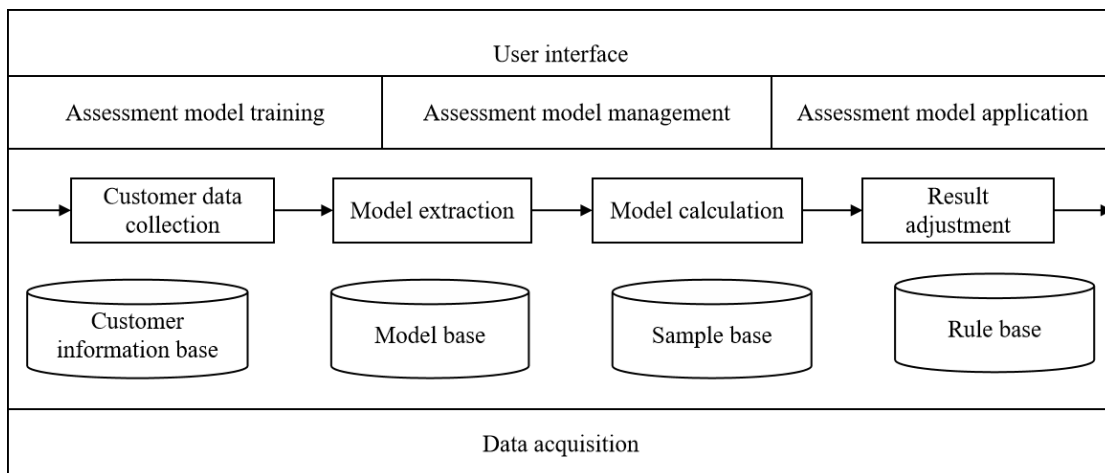 User interface
Assessment model training
Assessment model management
Assessment model application
Customer data
collection
Model extraction
Model calculation
Result
adjustment
Customer
information base
Model base
Sample base
Rule base
Data acquisition